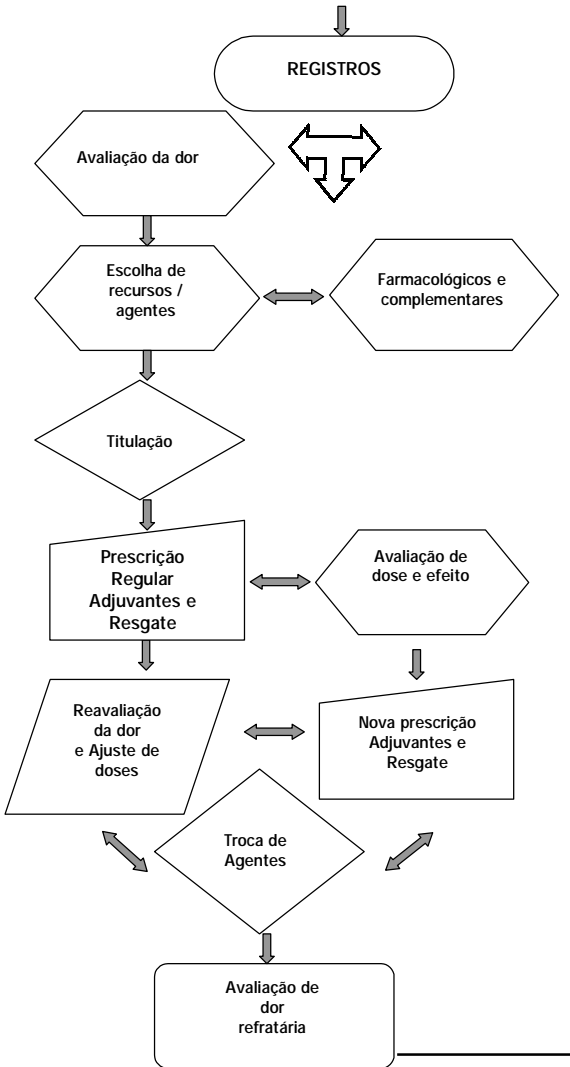 REGISTROS
Avaliação da dor
Escolha de
recursos /
agentes
Farmacológicos e
complementares
Titulação
Prescrição
Regular
Adjuvantes e
Resgate
Avaliação de
dose e efeito
Reavaliação
da dor
e Ajuste de
doses
Nova prescrição
Adjuvantes e
Resgate
Troca de
Agentes
Avaliação de
dor
refratária